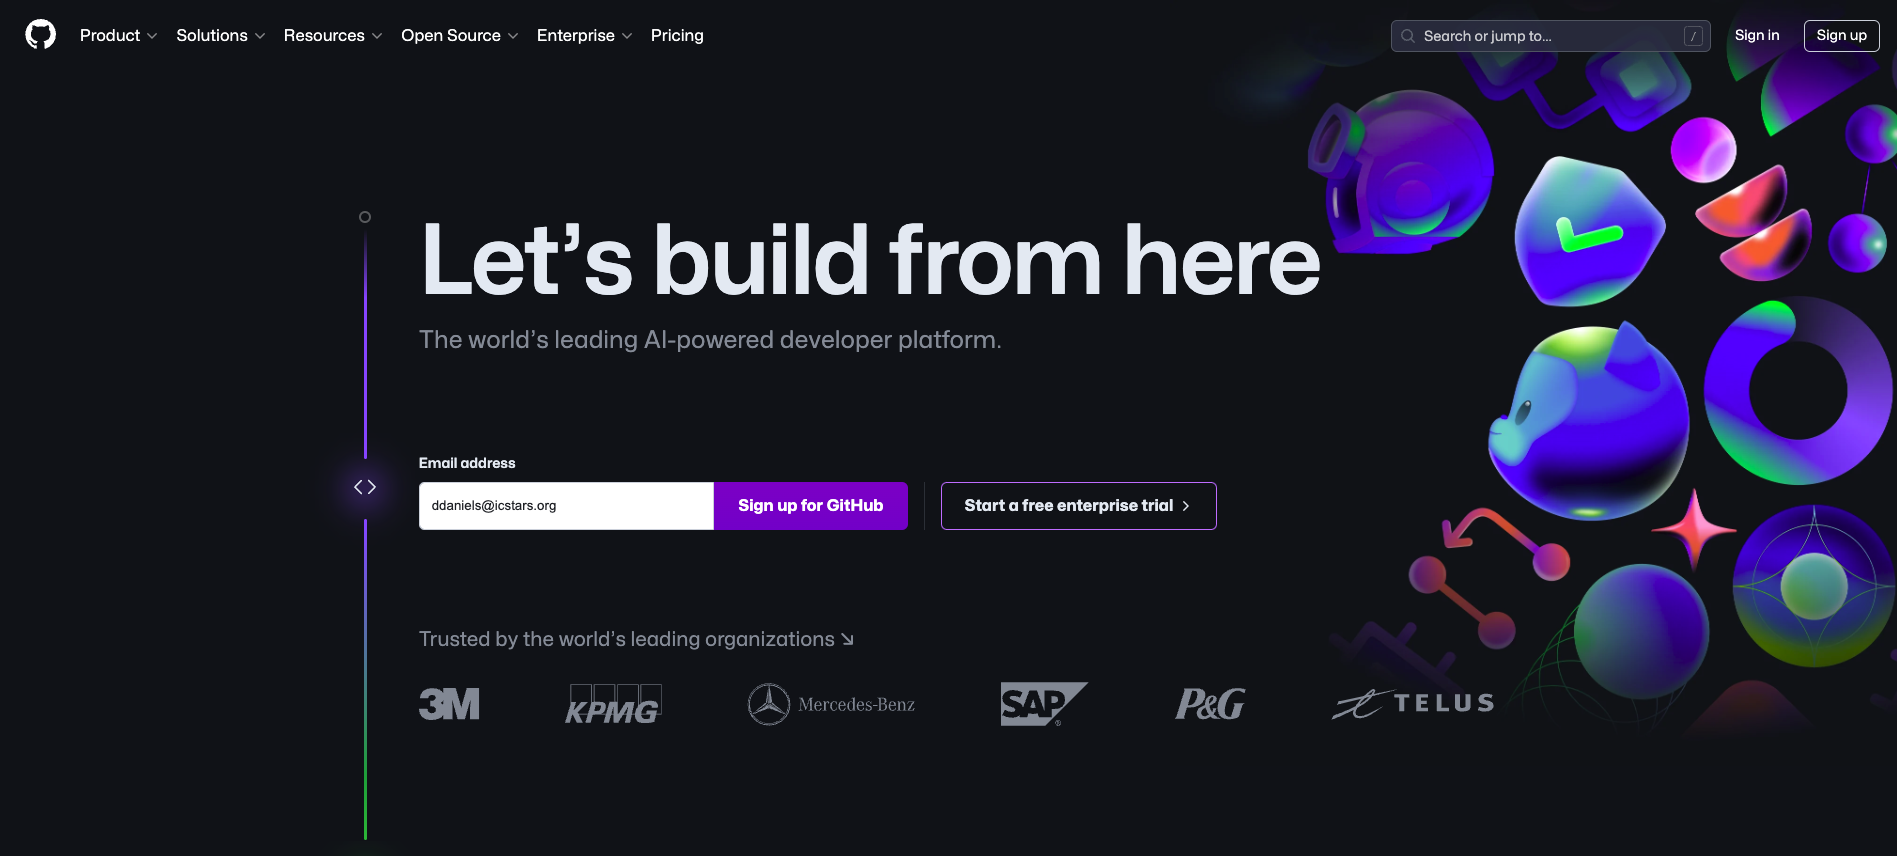 Product
Solutions
Resources
Open Source
Enterprise
Pricing
Search or jump to...
/
Sign in
Sign up
Let’s build from here
The world’s leading AI-powered developer platform.
Email address
ddaniels@icstars.org
Sign up for GitHub
Start a free enterprise trial
Trusted by the world’s leading organizations
3M
KPMG
Mercedes-Benz
SAP®
P&G
TELUS